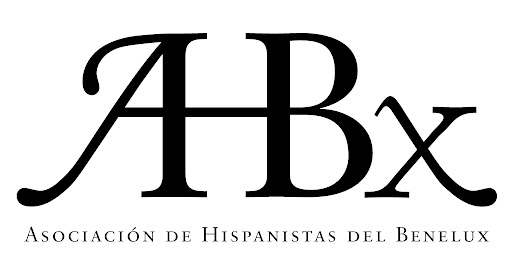 AHBx
Asociación de Hispanistas del Benelux